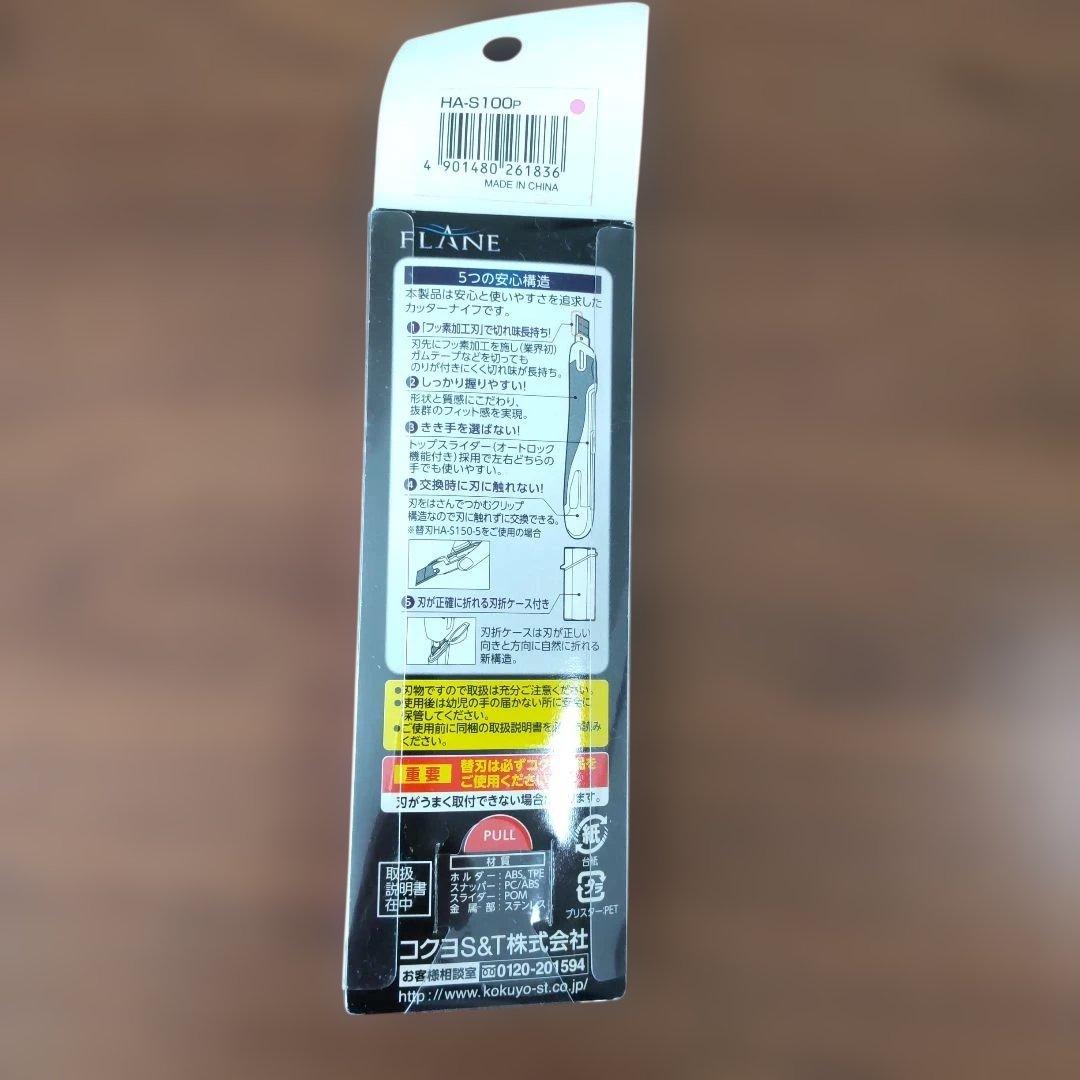 HA-S100P
4 901480 261836
MADE IN CHINA
FLANE
5つの安心構造
本製品は安心と使いやすさを追求した
カッターナイフです。
1 「フッ素加工刃」で切れ味長持ち!
刃先にフッ素加工を施し(業界初)
ガムテープなどを切っても
のりが付きにくく切れ味が長持ち。
2 しっかり握りやすい!
形状と質感にこだわり、
抜群のフィット感を実現。
3 きき手を選ばない!
トップスライダー(オートロック
機能付き)採用で左右どちらの
手でも使いやすい。
4 交換時に刃に触れない!
刃をはさんでつかむクリップ
構造なので刃に触れずに交換できる。
※替刃HA-S150-5をご使用の場合
5 刃が正確に折れる刃折ケース付き
刃折ケースは刃が正しい
向きと方向に自然に折れる
新構造。
●刃物ですので取扱は充分ご注意ください。
●使用後は幼児の手の届かない所に安全に
保管してください。
●ご使用前に同梱の取扱説明書を必 読み
ください。
重要
替刃は必ずコク 品を
ご使用くださ
刃がうまく取付できない場合 ます。
PULL
材質
ホルダー:ABS, TPE
スナッパー:PC/ABS
スライダー:POM
金属部:ステンレス
取扱
説明書
在中
紙
台紙
プラ
ブリスター:PET
コクヨS&T株式会社
お客様相談室 0120-201594
http://www.kokuyo-st.co.jp/